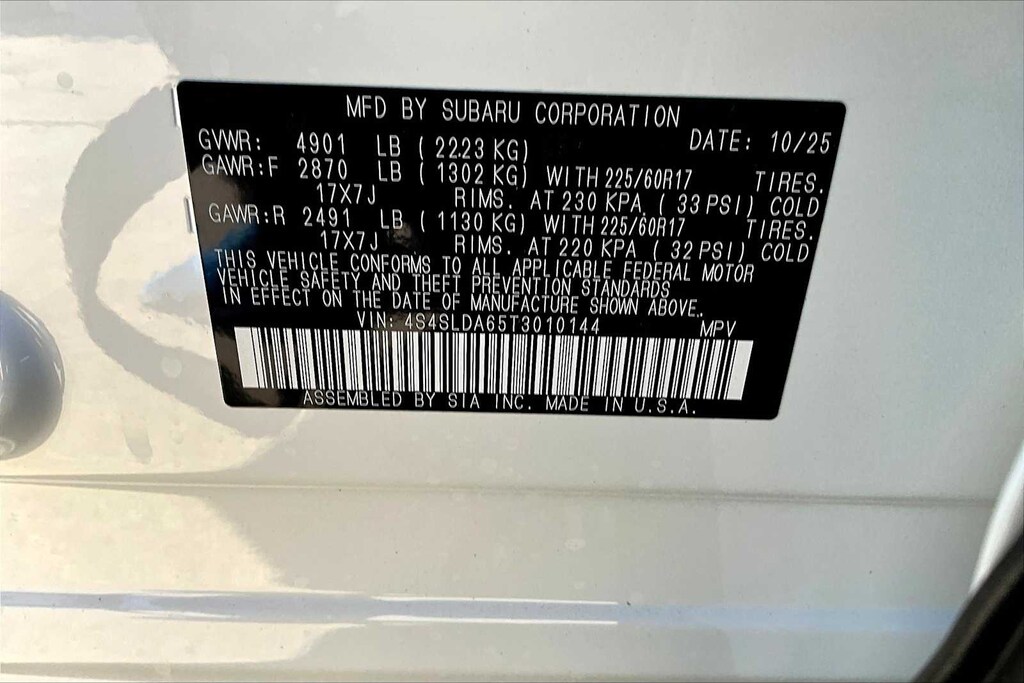 MFD BY SUBARU CORPORATION
GVWR: 4901 LB ( 2223 KG) DATE: 10/25
GAWR:F 2870 LB ( 1302 KG) WITH 225/60R17 TIRES.
17X7J RIMS. AT 230 KPA ( 33 PSI) COLD
GAWR:R 2491 LB ( 1130 KG) WITH 225/60R17 TIRES.
17X7J RIMS. AT 220 KPA ( 32 PSI) COLD
THIS VEHICLE CONFORMS TO ALL APPLICABLE FEDERAL MOTOR
VEHICLE SAFETY AND THEFT PREVENTION STANDARDS
IN EFFECT ON THE DATE OF MANUFACTURE SHOWN ABOVE.
VIN: 4S4SLDA65T3010144 MPV
ASSEMBLED BY SIA INC. MADE IN U.S.A.